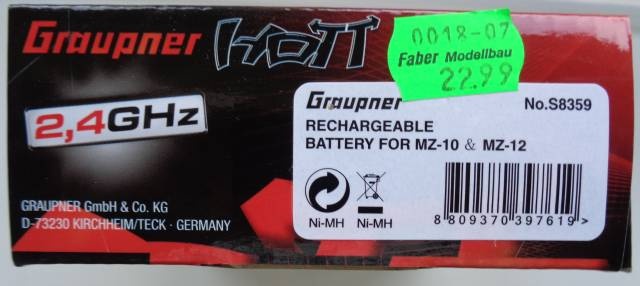 Graupner HOTT
0018-07
Faber Modellbau
22.99
2,4GHz
Graupner No.S8359
RECHARGEABLE
BATTERY FOR MZ-10 & MZ-12
Ni-MH Ni-MH
8 809370 397619 >
GRAUPNER GmbH & Co. KG
D-73230 KIRCHHEIM/TECK · GERMANY